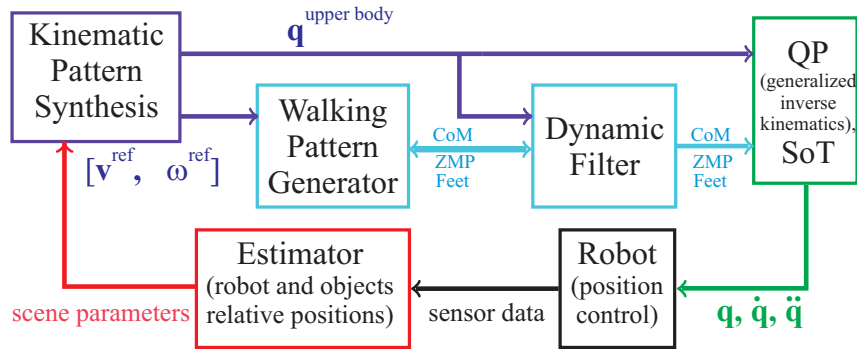 Kinematic
Pattern
Synthesis
q upper body
QP
(generalized
inverse
kinematics),
SoT
Walking
Pattern
Generator
CoM
ZMP
Feet
Dynamic
Filter
CoM
ZMP
Feet
[v ref, ω ref]
Estimator
(robot and objects
relative positions)
Robot
(position
control)
scene parameters
sensor data
q, q̇, q̈